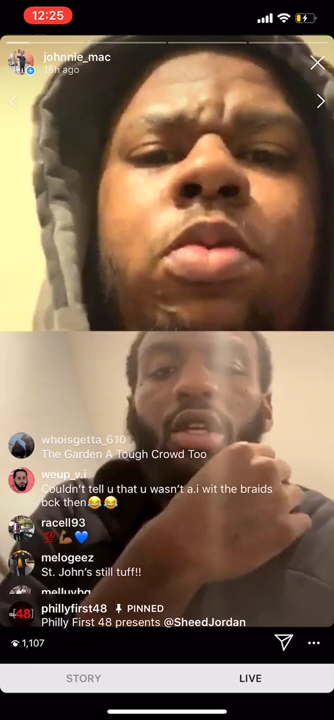 12:25
johnnie_mac
15h ago
whoisgetta_610
The Garden A Tough Crowd Too
weup_v.i
Couldn't tell u that u wasn't a.i wit the braids
bck then😂😂
racell93
💯💪🏾💙
melogeez
St. John's still tuff!!
melluvbg
phillyfirst48 📌 PINNED
Philly First 48 presents @SheedJordan
1,107
STORY
LIVE